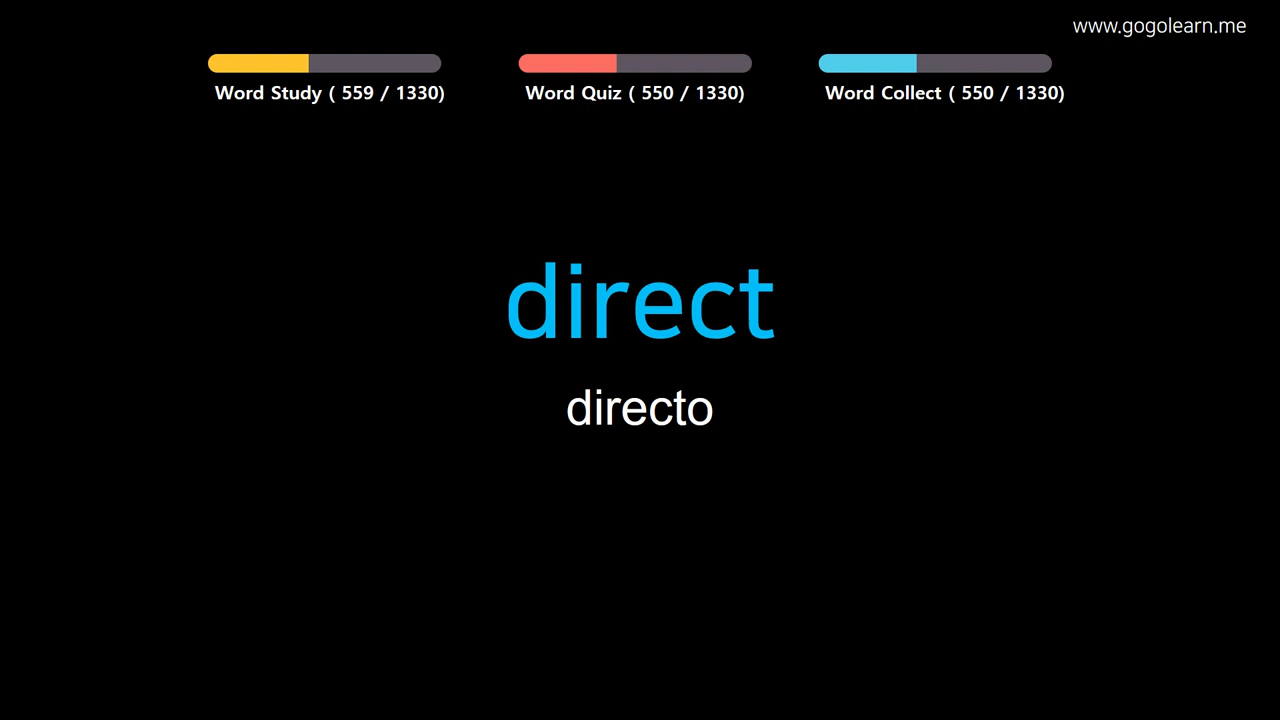 www.gogolearn.me
Word Study ( 559 / 1330)
Word Quiz ( 550 / 1330)
Word Collect ( 550 / 1330)
direct
directo